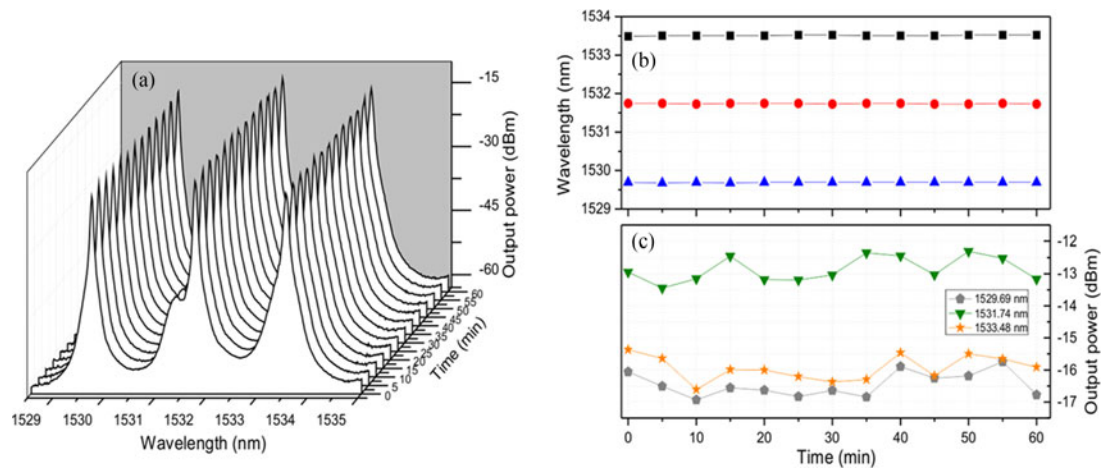 (a)
-15
-30
-45
-60
Output power (dBm)
60
55
50
45
40
35
30
25
20
15
10
5
0
Time (min)
1529 1530 1531 1532 1533 1534 1535
Wavelength (nm)
(b)
1534
1533
1532
1531
1530
1529
Wavelength (nm)
(c)
-12
-13
-14
-15
-16
-17
Output power (dBm)
1529.69 nm
1531.74 nm
1533.48 nm
0 10 20 30 40 50 60
Time (min)